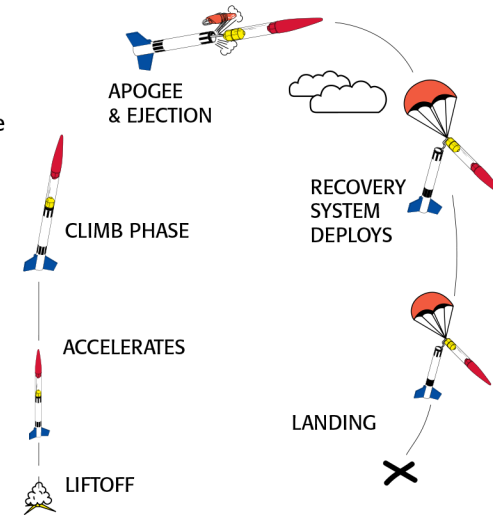 APOGEE
& EJECTION
e
RECOVERY
SYSTEM
DEPLOYS
CLIMB PHASE
ACCELERATES
LANDING
LIFTOFF